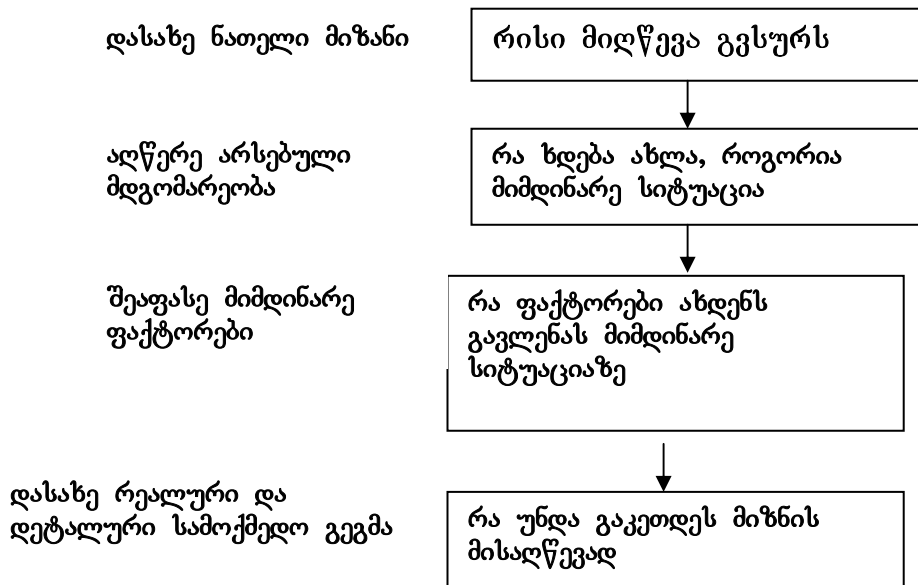 დასახე ნათელი მიზანი
რისი მიღწევა გვსურს
აღწერე არსებული
მდგომარეობა
რა ხდება ახლა, როგორია
მიმდინარე სიტუაცია
შეაფასე მიმდინარე
ფაქტორები
რა ფაქტორები ახდენს
გავლენას მიმდინარე
სიტუაციაზე
დასახე რეალური და
დეტალური სამოქმედო გეგმა
რა უნდა გაკეთდეს მიზნის
მისაღწევად